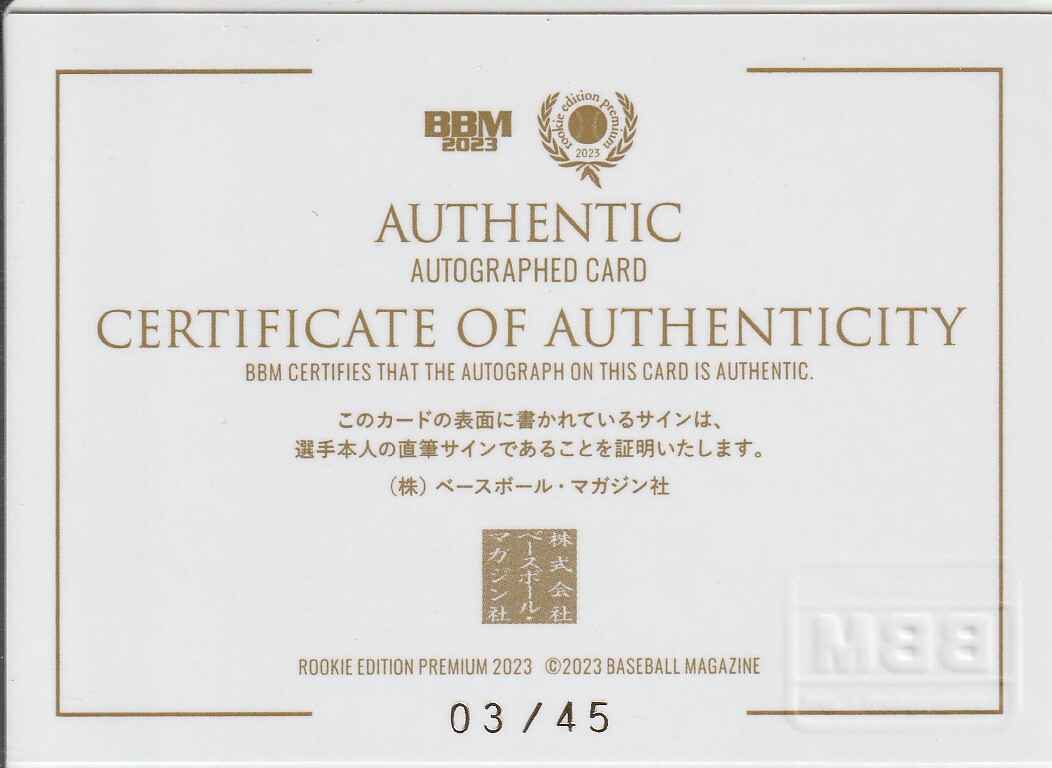 BBM
2023
rookie edition premium
2023
AUTHENTIC
AUTOGRAPHED CARD
CERTIFICATE OF AUTHENTICITY
BBM CERTIFIES THAT THE AUTOGRAPH ON THIS CARD IS AUTHENTIC.
このカードの表面に書かれているサインは、
選手本人の直筆サインであることを証明いたします。
（株）ベースボール・マガジン社
株式会社
ベースボール・
マガジン社
BBM
ROOKIE EDITION PREMIUM 2023 ©2023 BASEBALL MAGAZINE
03/45